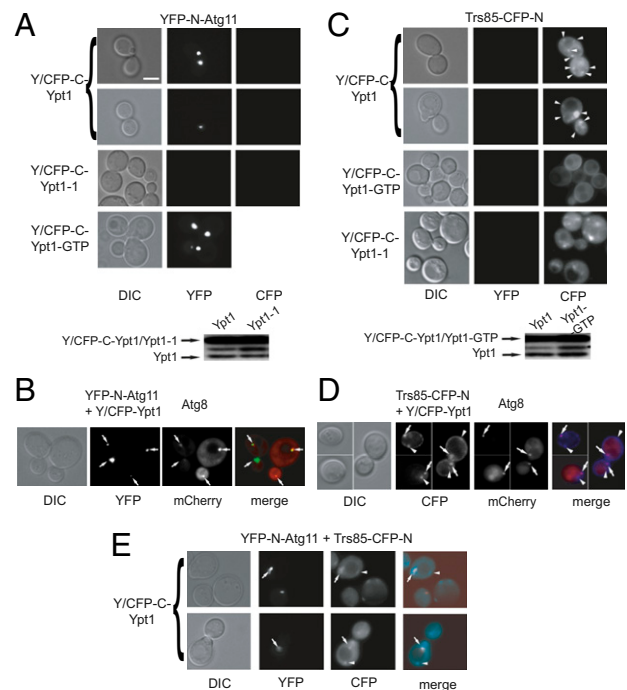 A
YFP-N-Atg11
Y/CFP-C-
Ypt1
Y/CFP-C-
Ypt1-1
Y/CFP-C-
Ypt1-GTP
DIC YFP CFP
Ypt1 Ypt1-1
Y/CFP-C-Ypt1/Ypt1-1
Ypt1
C
Trs85-CFP-N
Y/CFP-C-
Ypt1
Y/CFP-C-
Ypt1-GTP
Y/CFP-C-
Ypt1-1
DIC YFP CFP
Ypt1 Ypt1-
-GTP
Y/CFP-C-Ypt1/Ypt1-GTP
Ypt1
B
YFP-N-Atg11
+ Y/CFP-Ypt1 Atg8
DIC YFP mCherry merge
D
Trs85-CFP-N
+ Y/CFP-Ypt1 Atg8
DIC CFP mCherry merge
E
YFP-N-Atg11 + Trs85-CFP-N
Y/CFP-C-
Ypt1
DIC YFP CFP merge